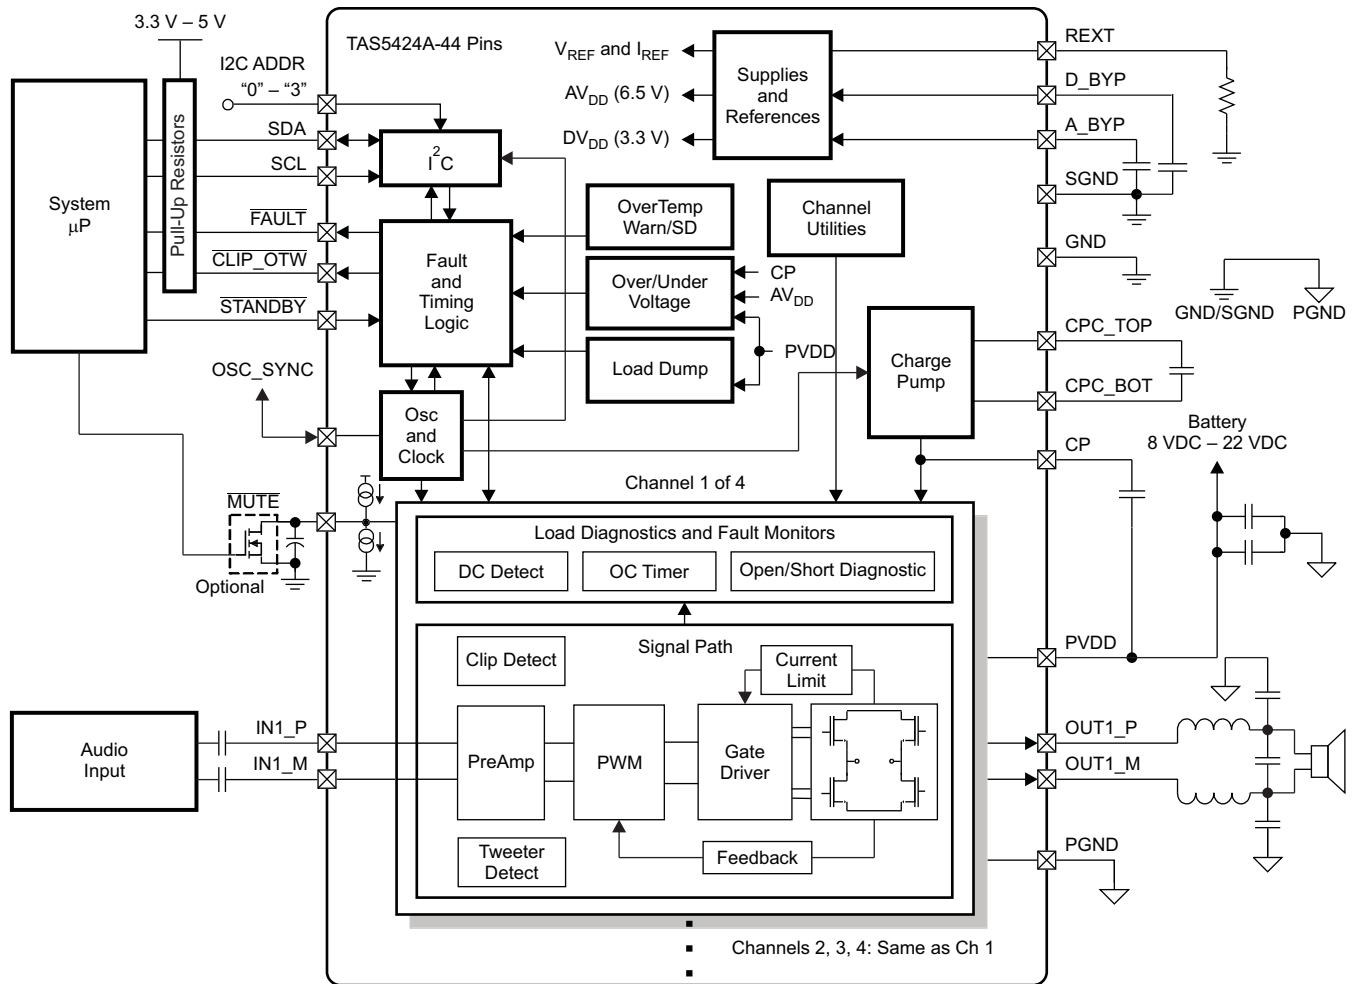 3.3 V – 5 V
TAS5424A-44 Pins
I2C ADDR
“0” – “3”
SDA
SCL
FAULT
CLIP_OTW
STANDBY
System
μP
Pull-Up Resistors
OSC_SYNC
MUTE
Optional
I²C
Fault
and
Timing
Logic
Osc
and
Clock
VREF and IREF
AVDD (6.5 V)
DVDD (3.3 V)
Supplies
and
References
OverTemp
Warn/SD
Over/Under
Voltage
Load Dump
CP
AVDD
PVDD
Channel
Utilities
Charge
Pump
REXT
D_BYP
A_BYP
SGND
GND
GND/SGND
PGND
CPC_TOP
CPC_BOT
CP
Battery
8 VDC – 22 VDC
Channel 1 of 4
Load Diagnostics and Fault Monitors
DC Detect
OC Timer
Open/Short Diagnostic
Signal Path
Clip Detect
Current
Limit
PreAmp
PWM
Gate
Driver
Tweeter
Detect
Feedback
Audio
Input
IN1_P
IN1_M
PVDD
OUT1_P
OUT1_M
PGND
Channels 2, 3, 4: Same as Ch 1